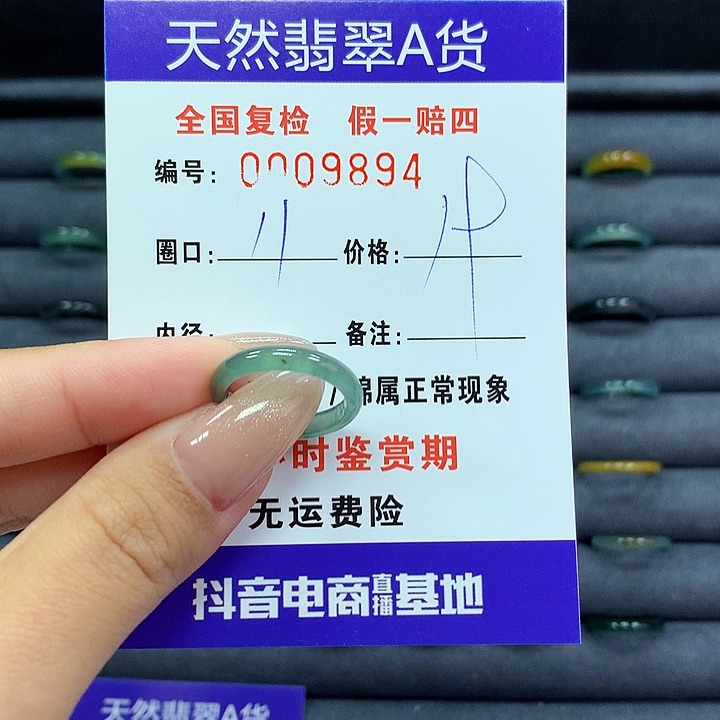 天然翡翠A货
全国复检 假一赔四
编号: 0009894
圈口: 11 价格:
内径: 备注:
棉属正常现象
时鉴赏期
无运费险
抖音电商直播基地
天然翡翠A货